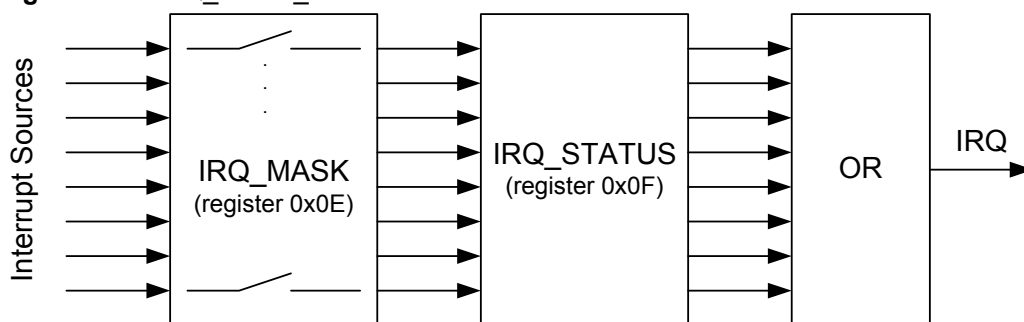 Interrupt Sources
IRQ_MASK
(register 0x0E)
IRQ_STATUS
(register 0x0F)
OR
IRQ